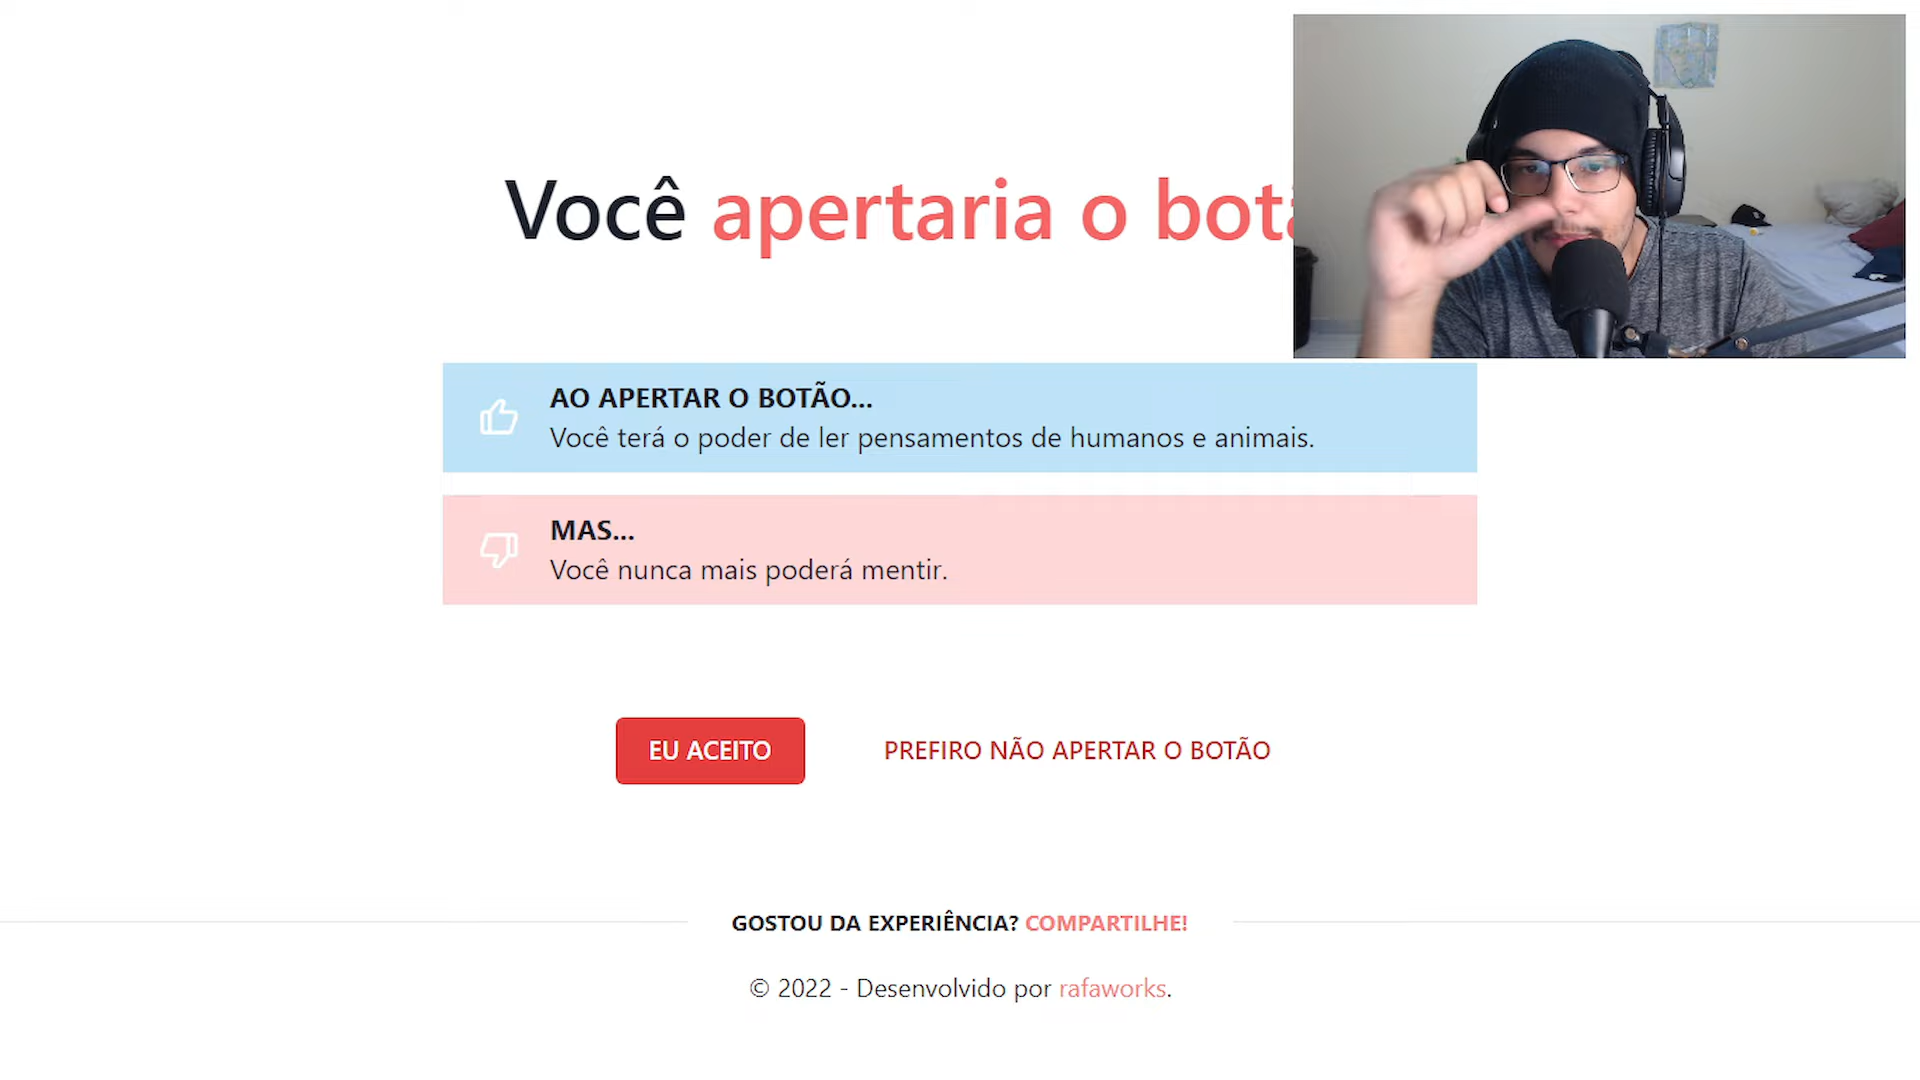 Você apertaria o
AO APERTAR O BOTÃO...
Você terá o poder de ler pensamentos de humanos e animais.
MAS...
Você nunca mais poderá mentir.
EU ACEITO
PREFIRO NÃO APERTAR O BOTÃO
GOSTOU DA EXPERIÊNCIA? COMPARTILHE!
© 2022 - Desenvolvido por rafaworks.